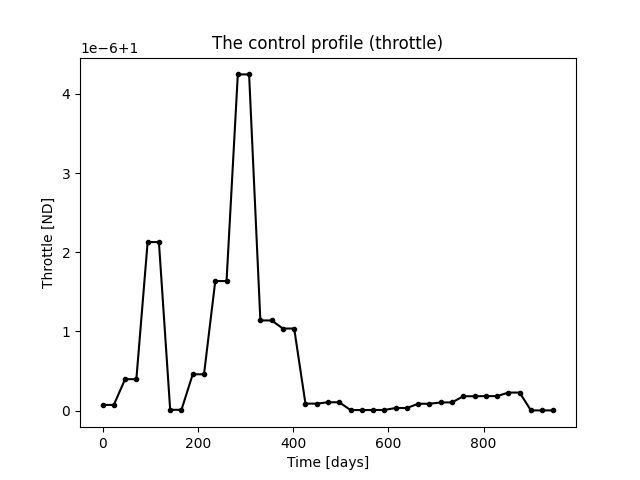 The control profile (throttle)
1e−6+1
4
3
2
1
0
Throttle [ND]
0 200 400 600 800
Time [days]